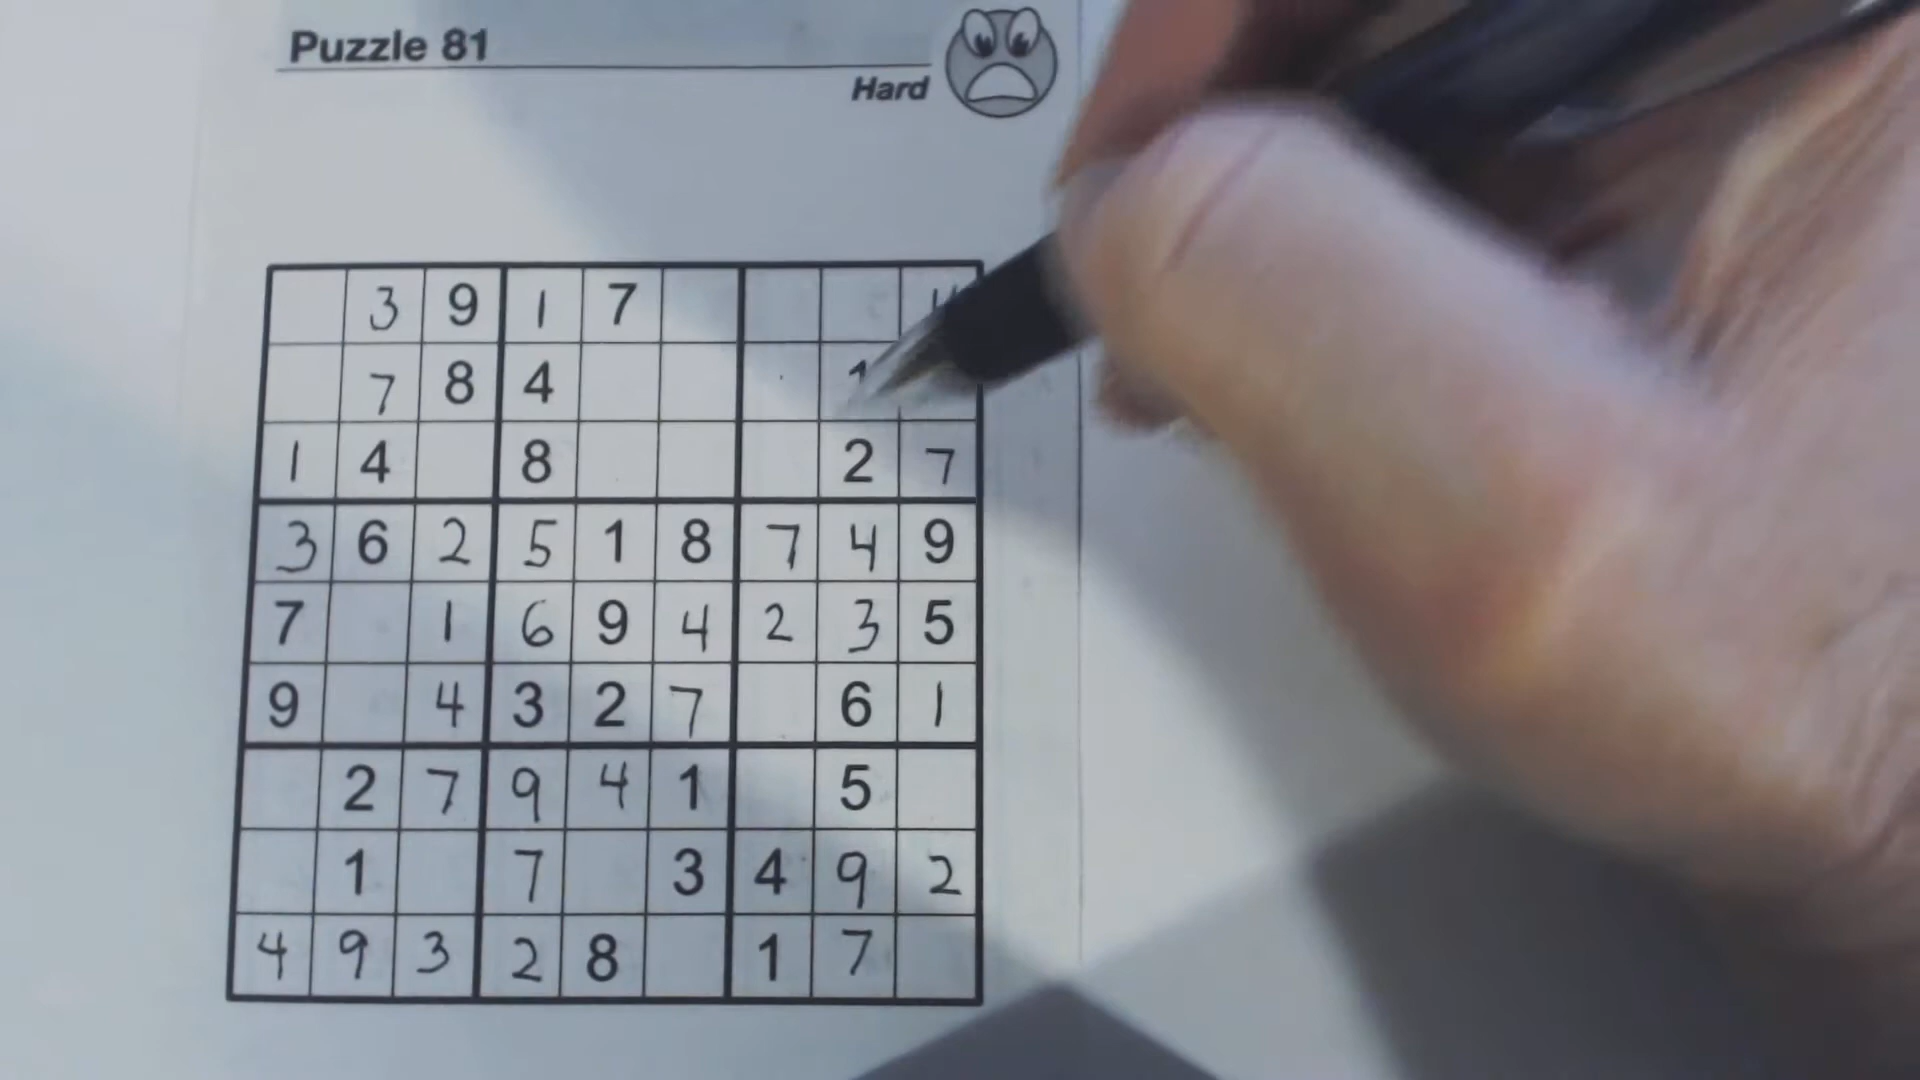 Puzzle 81
Hard
3 9 1 7 4
7 8 4 1
1 4 8 2 7
3 6 2 5 1 8 7 4 9
7 1 6 9 4 2 3 5
9 4 3 2 7 6 1
2 7 9 4 1 5
1 7 3 4 9 2
4 9 3 2 8 1 7